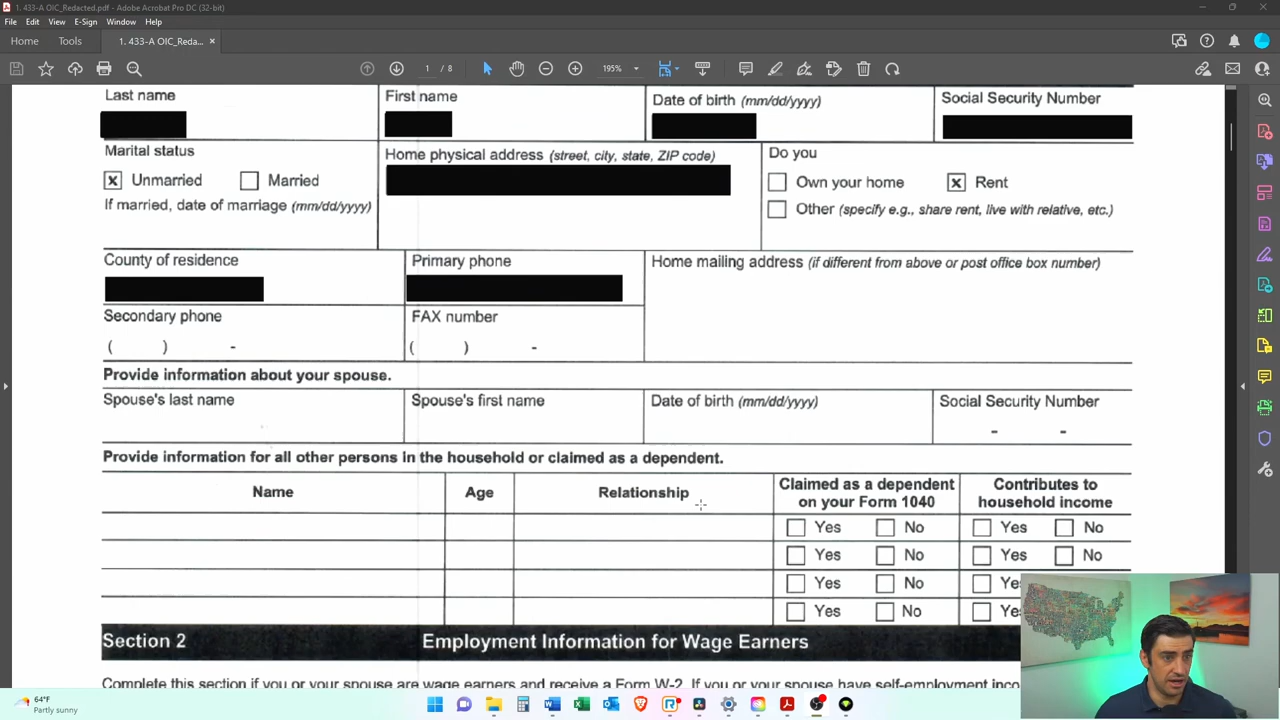 1. 433-A OIC_Redacted.pdf - Adobe Acrobat Pro DC (32-bit)
File Edit View E-Sign Window Help
Home Tools 1. 433-A OIC_Reda... ×
1 / 8 195%
Last name First name Date of birth (mm/dd/yyyy) Social Security Number
Marital status Home physical address (street, city, state, ZIP code) Do you
x Unmarried Married Own your home x Rent
If married, date of marriage (mm/dd/yyyy) Other (specify e.g., share rent, live with relative, etc.)
County of residence Primary phone Home mailing address (if different from above or post office box number)
Secondary phone FAX number
( ) - ( ) -
Provide information about your spouse.
Spouse's last name Spouse's first name Date of birth (mm/dd/yyyy) Social Security Number
- -
Provide information for all other persons in the household or claimed as a dependent.
Name Age Relationship Claimed as a dependent on your Form 1040 Contributes to household income
Yes No Yes No
Yes No Yes No
Yes No Ye
Yes No Ye
Section 2 Employment Information for Wage Earners
Complete this section if you or your spouse are wage earners and receive a Form W-2. If you or your spouse have self-employment inco
64°F
Partly sunny